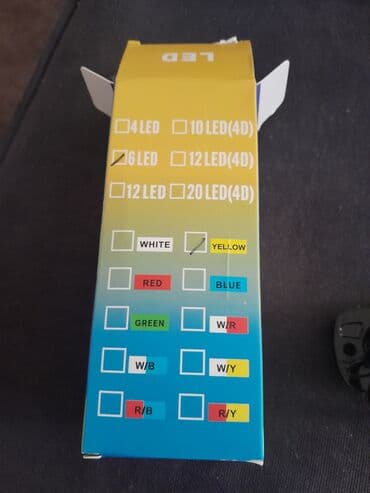 LED
4 LED 10 LED(4D)
6 LED 12 LED(4D)
12 LED 20 LED(4D)
WHITE YELLOW
RED BLUE
GREEN W/R
W/B W/Y
R/B R/Y